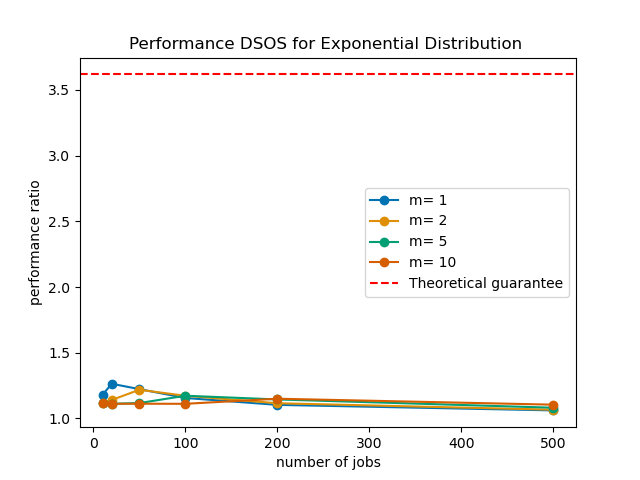 Performance DSOS for Exponential Distribution
performance ratio
3.5
3.0
2.5
2.0
1.5
1.0
m= 1
m= 2
m= 5
m= 10
Theoretical guarantee
0 100 200 300 400 500
number of jobs